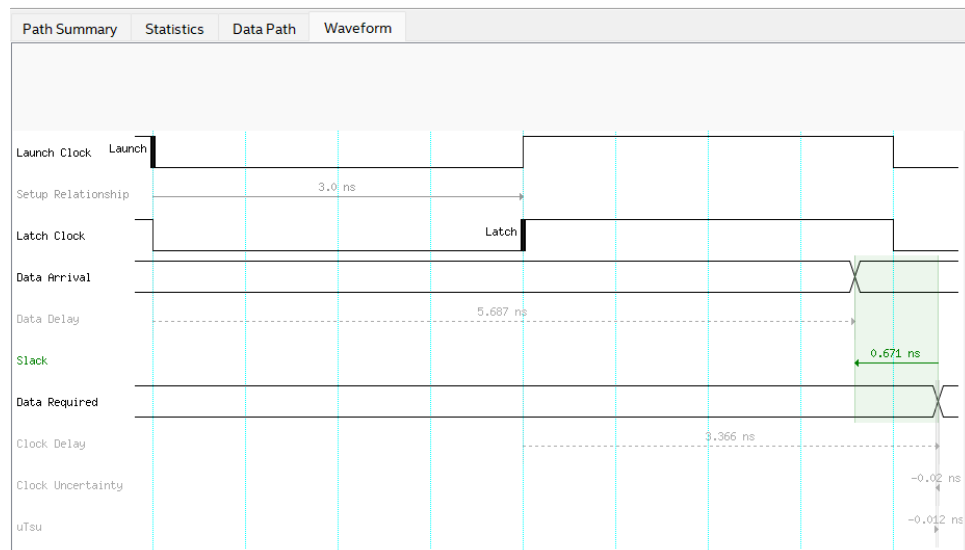 Path Summary Statistics Data Path Waveform
Launch Clock Launch
Setup Relationship 3.0 ns
Latch Clock Latch
Data Arrival
Data Delay 5.687 ns
Slack 0.671 ns
Data Required
Clock Delay 3.366 ns
Clock Uncertainty -0.02 ns
uTsu -0.012 ns